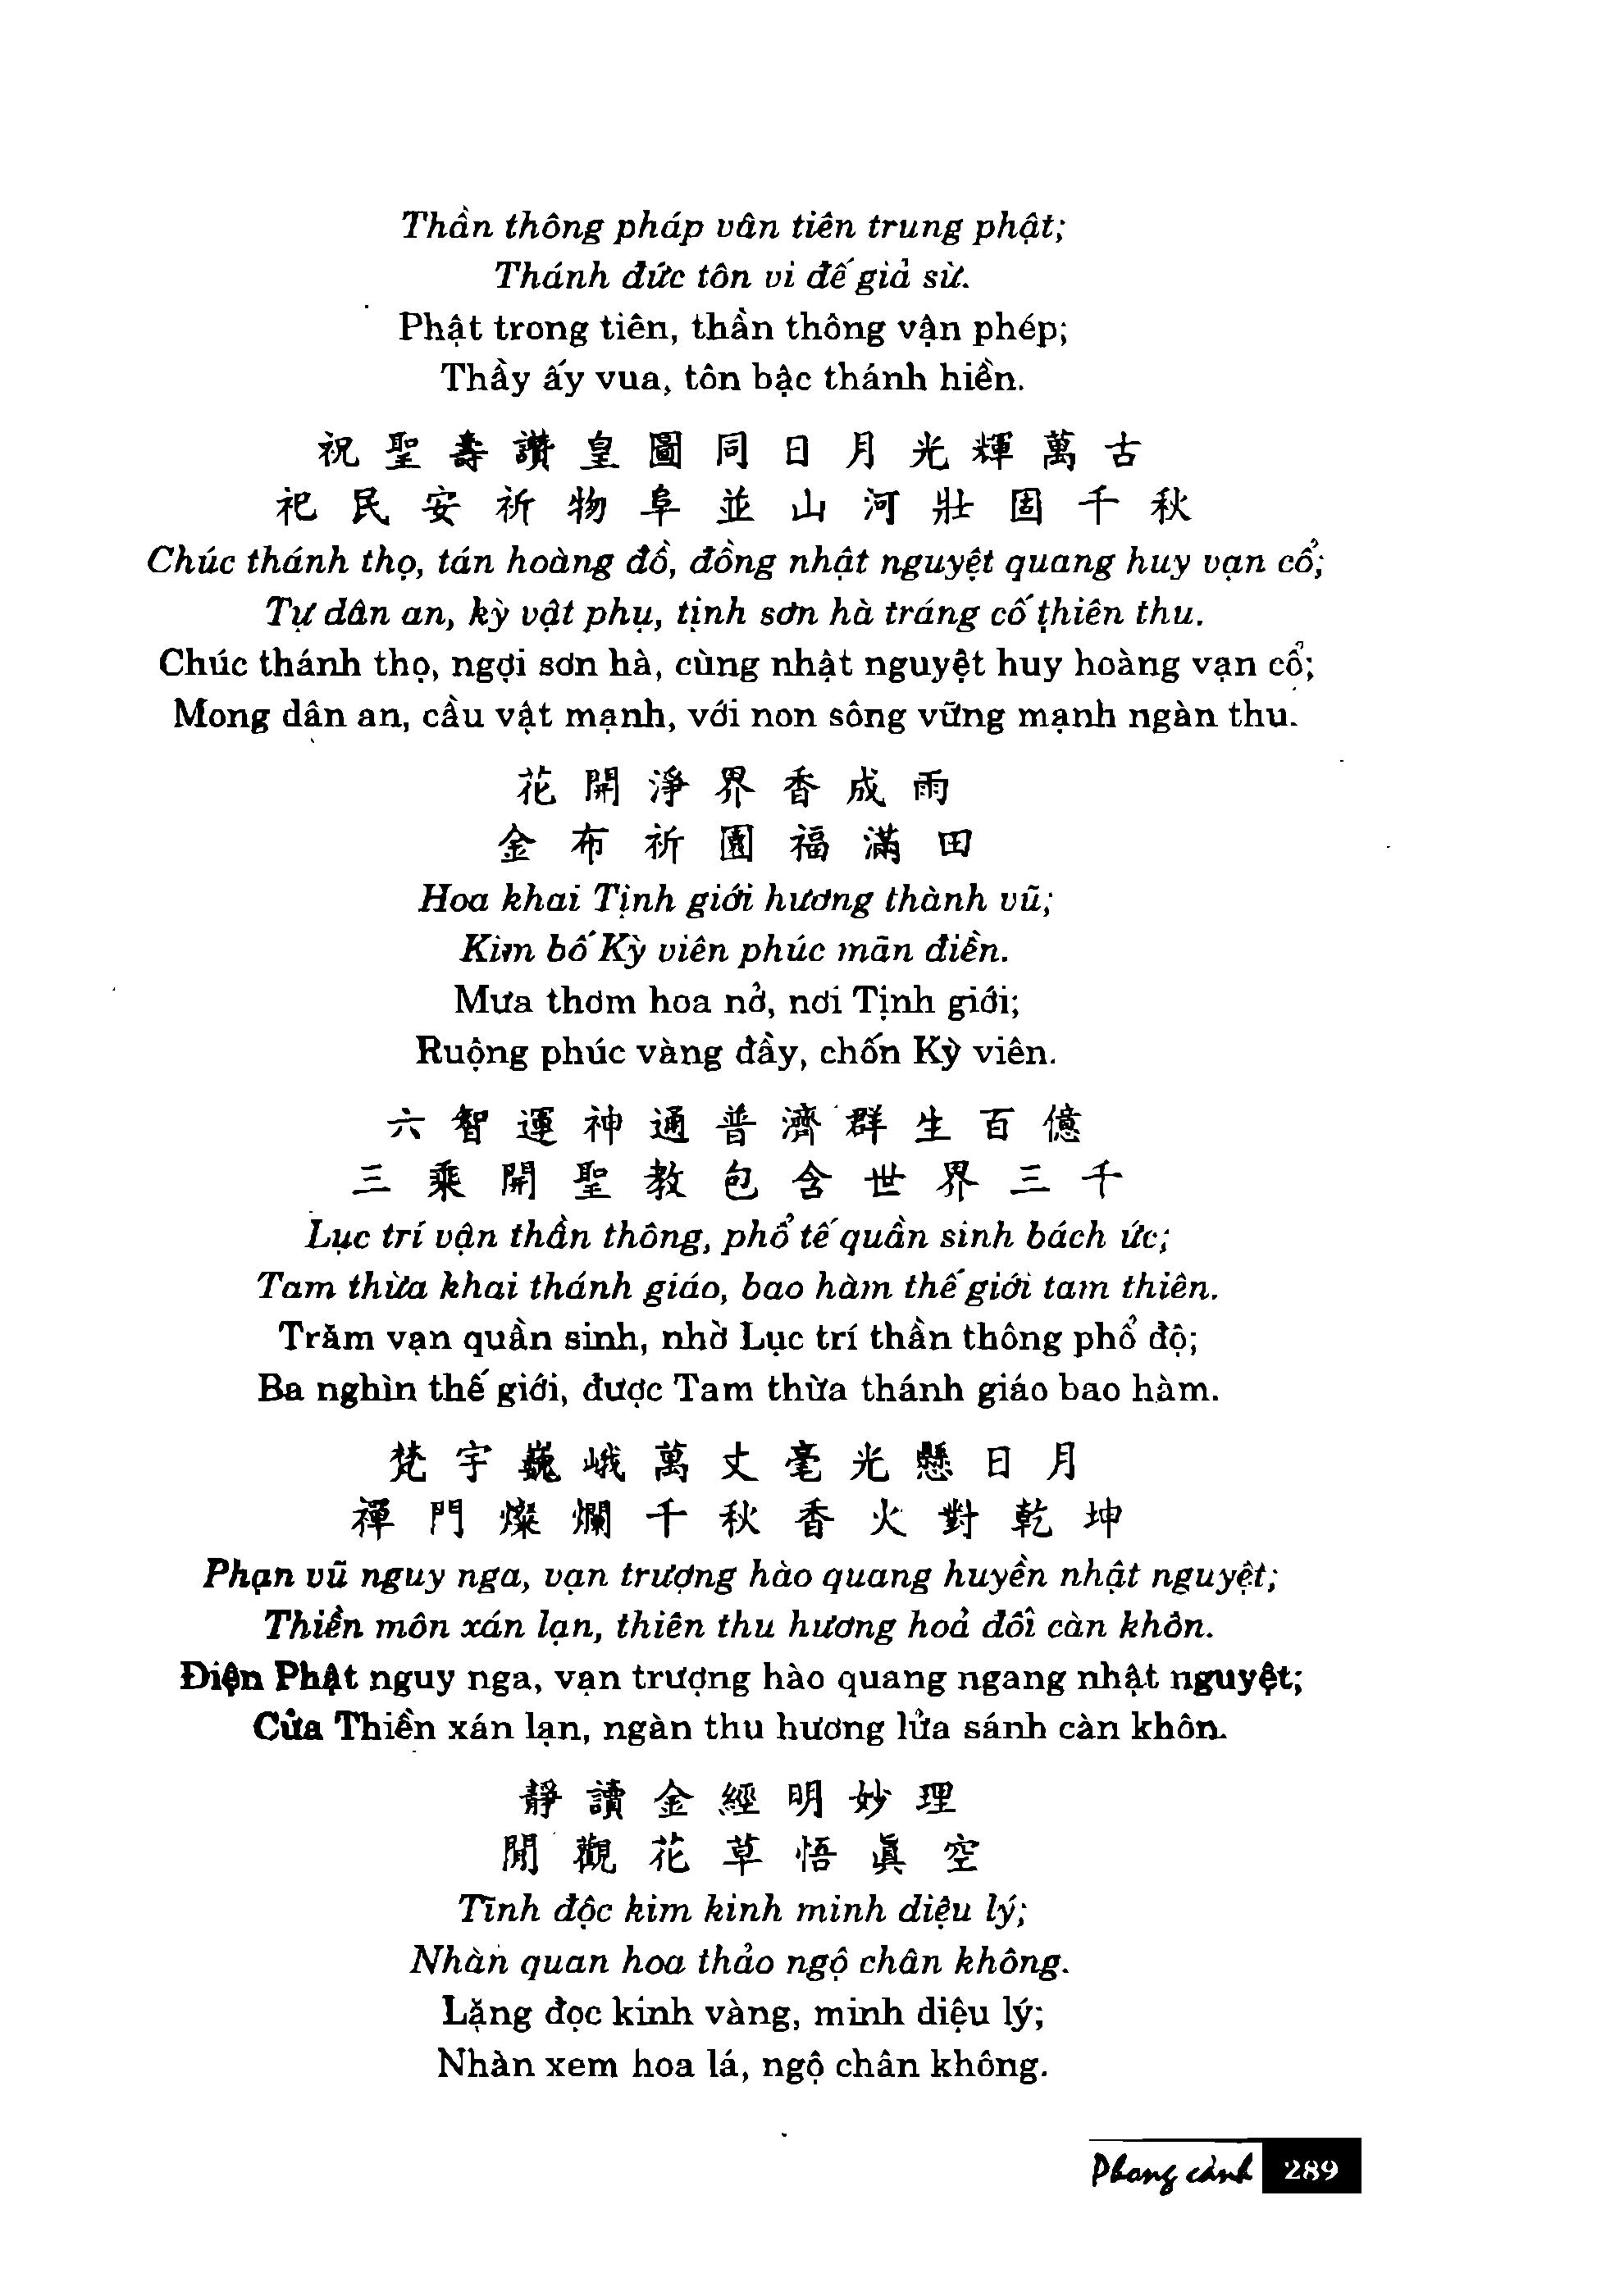 Thần thông pháp vân tiên trung phật;
Thánh đức tôn vi đế giả sừ.
Phật trong tiên, thần thông vận phép;
Thầy ấy vua, tôn bậc thánh hiền.
祝聖壽讚皇圖同日月光輝萬古
祀民安祈物阜並山河壯固千秋
Chúc thánh thọ, tán hoàng đồ, đồng nhật nguyệt quang huy vạn cổ;
Tự dân an, kỳ vật phụ, tịnh sơn hà tráng cố thiên thu.
Chúc thánh thọ, ngợi sơn hà, cùng nhật nguyệt huy hoàng vạn cổ;
Mong dân an, cầu vật mạnh, với non sông vững mạnh ngàn thu.
花開淨界香成雨
金布祈園福滿田
Hoa khai Tịnh giới hương thành vũ;
Kim bố Kỳ viên phúc mãn điền.
Mưa thơm hoa nở, nơi Tịnh giới;
Ruộng phúc vàng đầy, chốn Kỳ viên.
六智運神通普濟群生百億
三乘開聖教包含世界三千
Lục trí vận thần thông, phổ tế quần sinh bách ức;
Tam thừa khai thánh giáo, bao hàm thế giới tam thiên.
Trăm vạn quần sinh, nhờ Lục trí thần thông phổ độ;
Ba nghìn thế giới, được Tam thừa thánh giáo bao hàm.
梵宇巍峨萬丈毫光懸日月
禪門燦爛千秋香火對乾坤
Phạn vũ nguy nga, vạn trượng hào quang huyền nhật nguyệt;
Thiền môn xán lạn, thiên thu hương hoả đối càn khôn.
Điện Phật nguy nga, vạn trượng hào quang ngang nhật nguyệt;
Cửa Thiền xán lạn, ngàn thu hương lửa sánh càn khôn.
靜讀金經明妙理
閒觀花草悟真空
Tĩnh độc kim kinh minh diệu lý;
Nhàn quan hoa thảo ngộ chân không.
Lặng đọc kinh vàng, minh diệu lý;
Nhàn xem hoa lá, ngộ chân không.
Phong cảnh 289